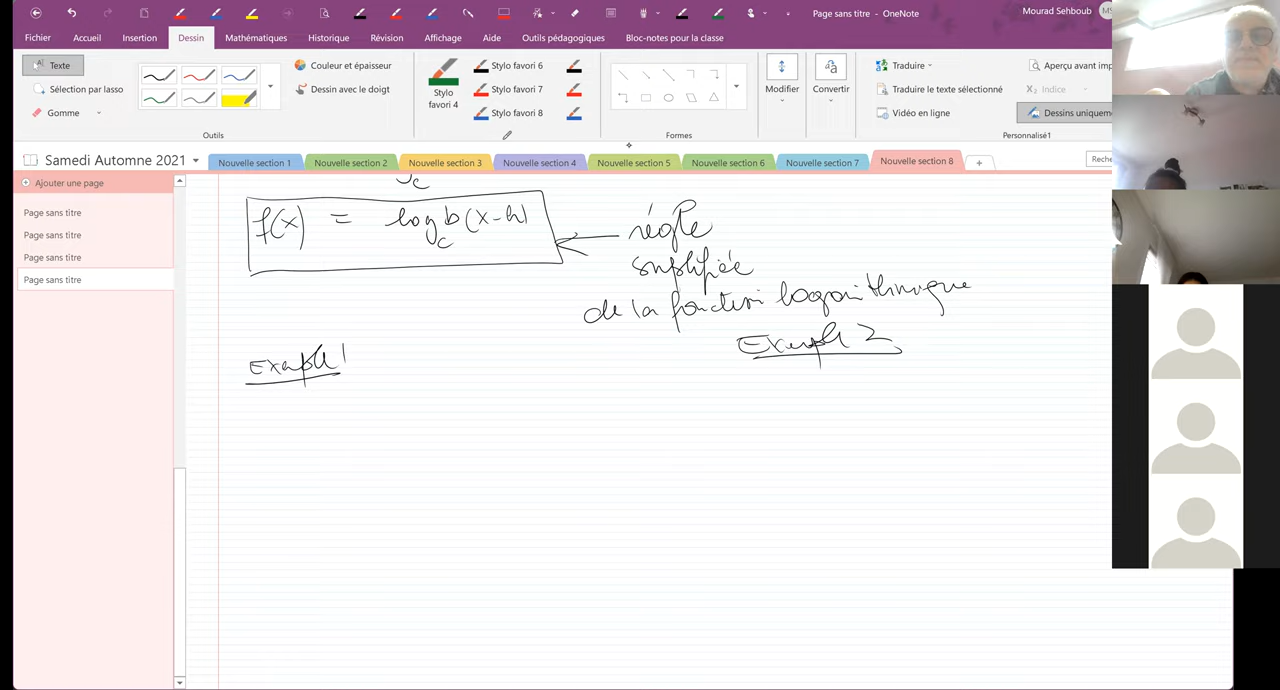 Page sans titre - OneNote
Mourad Sehboub
MS
Fichier Accueil Insertion Dessin Mathématiques Historique Révision Affichage Aide Outils pédagogiques Bloc-notes pour la classe
Texte
Sélection par lasso
Gomme
Outils
Couleur et épaisseur
Dessin avec le doigt
Stylo favori 4
Stylo favori 6
Stylo favori 7
Stylo favori 8
Formes
Modifier
Convertir
Traduire
Traduire le texte sélectionné
Vidéo en ligne
Aperçu avant imp
Indice
Dessins uniqueme
Personnalisé1
Samedi Automne 2021
Nouvelle section 1 Nouvelle section 2 Nouvelle section 3 Nouvelle section 4 Nouvelle section 5 Nouvelle section 6 Nouvelle section 7 Nouvelle section 8
Reche
Ajouter une page
Page sans titre
Page sans titre
Page sans titre
Page sans titre
f(x) = log_c b(x-h)
règle
simplifiée
de la fonction logarithmique
Exemple 1
Exemple 2